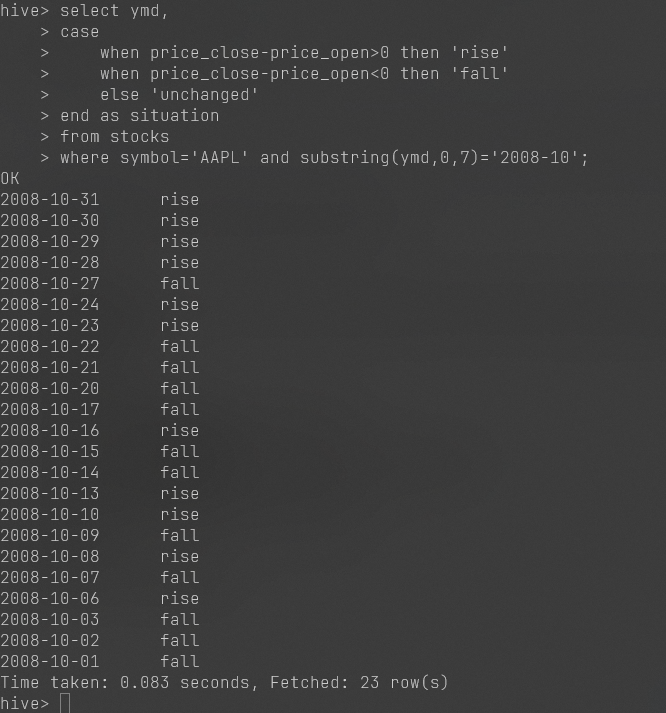 hive> select ymd,
    > case
    >     when price_close-price_open>0 then 'rise'
    >     when price_close-price_open<0 then 'fall'
    >     else 'unchanged'
    > end as situation
    > from stocks
    > where symbol='AAPL' and substring(ymd,0,7)='2008-10';
OK
2008-10-31      rise
2008-10-30      rise
2008-10-29      rise
2008-10-28      rise
2008-10-27      fall
2008-10-24      rise
2008-10-23      rise
2008-10-22      fall
2008-10-21      fall
2008-10-20      fall
2008-10-17      fall
2008-10-16      rise
2008-10-15      fall
2008-10-14      fall
2008-10-13      rise
2008-10-10      rise
2008-10-09      fall
2008-10-08      rise
2008-10-07      fall
2008-10-06      rise
2008-10-03      fall
2008-10-02      fall
2008-10-01      fall
Time taken: 0.083 seconds, Fetched: 23 row(s)
hive>